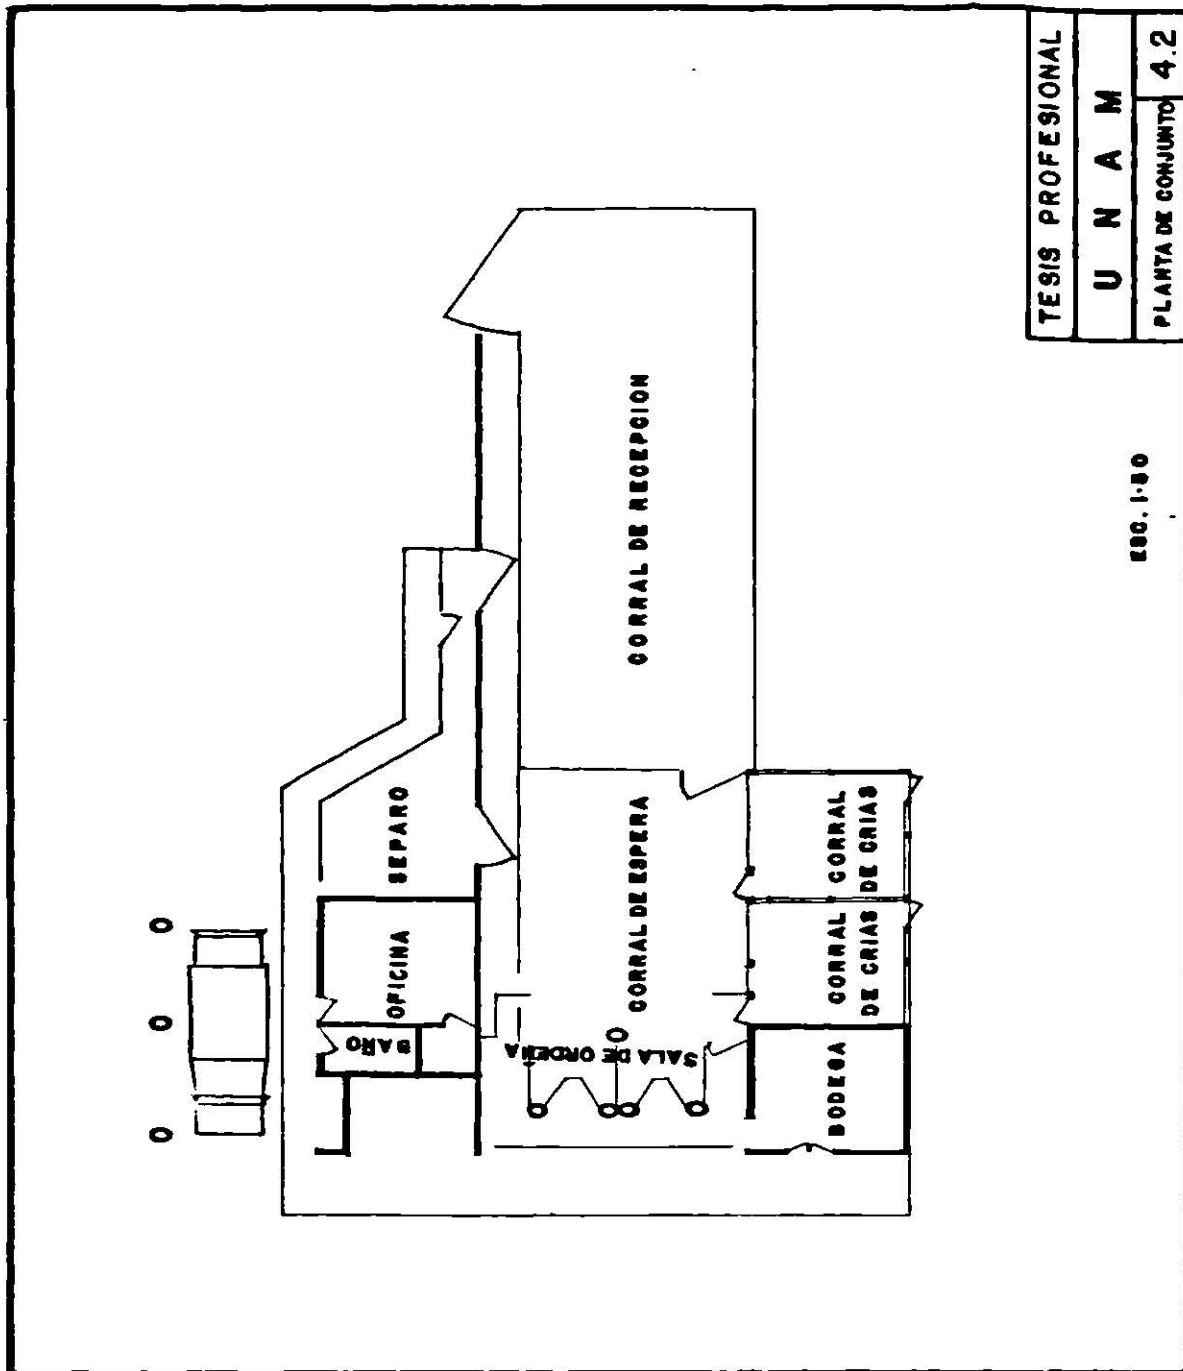 TESIS PROFESIONAL
U N A M
PLANTA DE CONJUNTO 4.2
ESC. 1:50
SEPARO
OFICINA
BAÑO
CORRAL DE RECEPCION
CORRAL DE ESPERA
SALA DE ORDEÑA
CORRAL
DE CRIAS
CORRAL
DE CRIAS
BODEGA